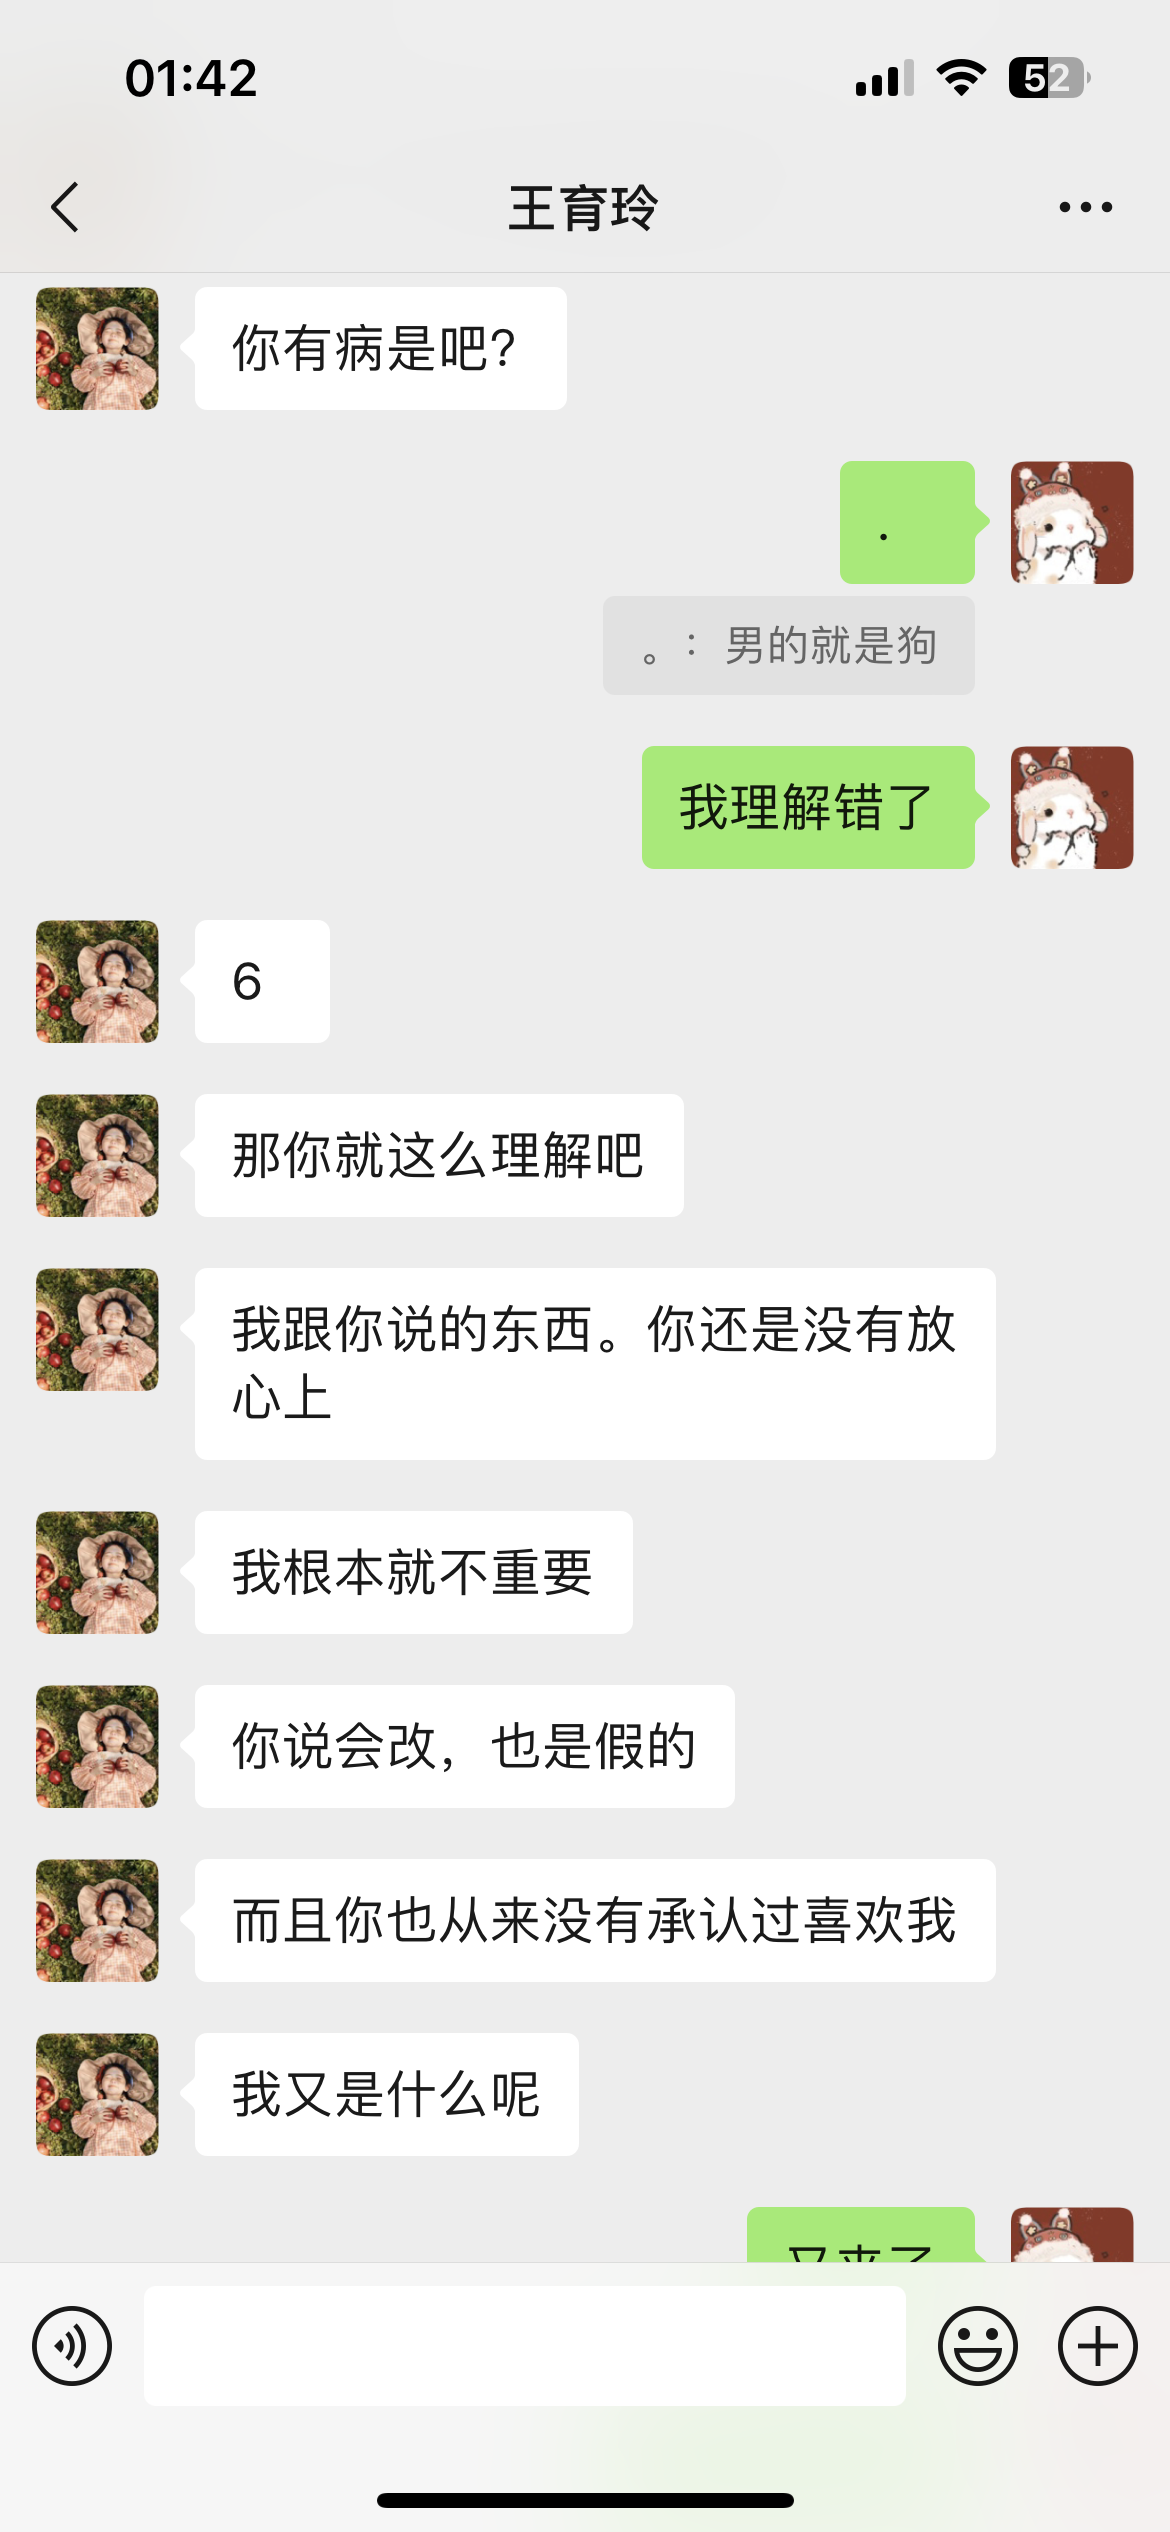 01:42
52
王育玲
你有病是吧?
.
。：男的就是狗
我理解错了
6
那你就这么理解吧
我跟你说的东西。你还是没有放
心上
我根本就不重要
你说会改，也是假的
而且你也从来没有承认过喜欢我
我又是什么呢
又来了